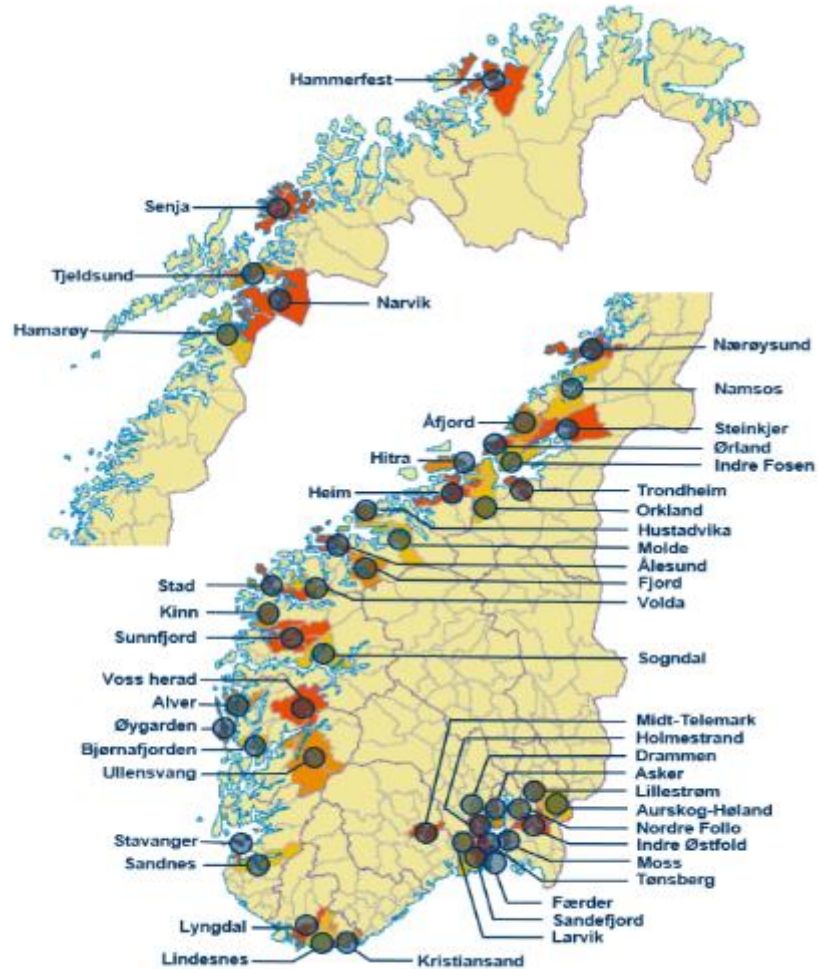 Hammerfest
Senja
Tjeldsund
Narvik
Hamarøy
Nærøysund
Namsos
Åfjord
Steinkjer
Ørland
Hitra
Indre Fosen
Heim
Trondheim
Orkland
Hustadvika
Molde
Ålesund
Stad
Fjord
Volda
Kinn
Sunnfjord
Sogndal
Voss herad
Alver
Øygarden
Bjørnafjorden
Ullensvang
Midt-Telemark
Holmestrand
Drammen
Asker
Lillestrøm
Aurskog-Høland
Nordre Follo
Indre Østfold
Moss
Tønsberg
Stavanger
Sandnes
Færder
Sandefjord
Larvik
Lyngdal
Lindesnes
Kristiansand